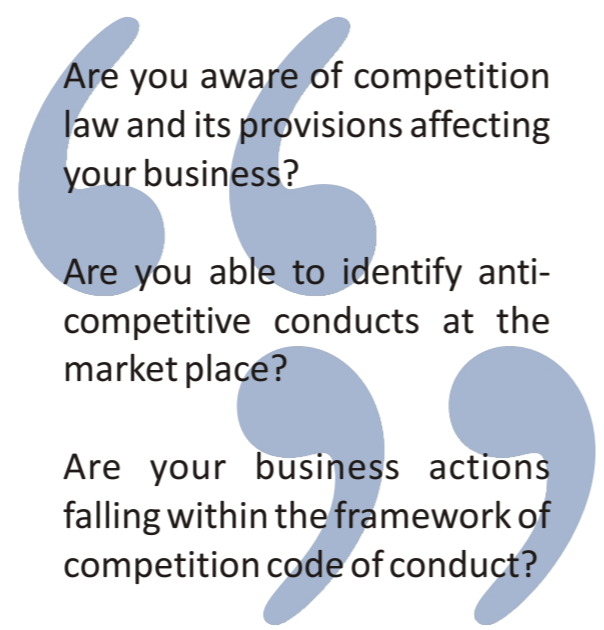 Are you aware of competition
law and its provisions affecting
your business?
Are you able to identify anti-
competitive conducts at the
market place?
Are your business actions
falling within the framework of
competition code of conduct?